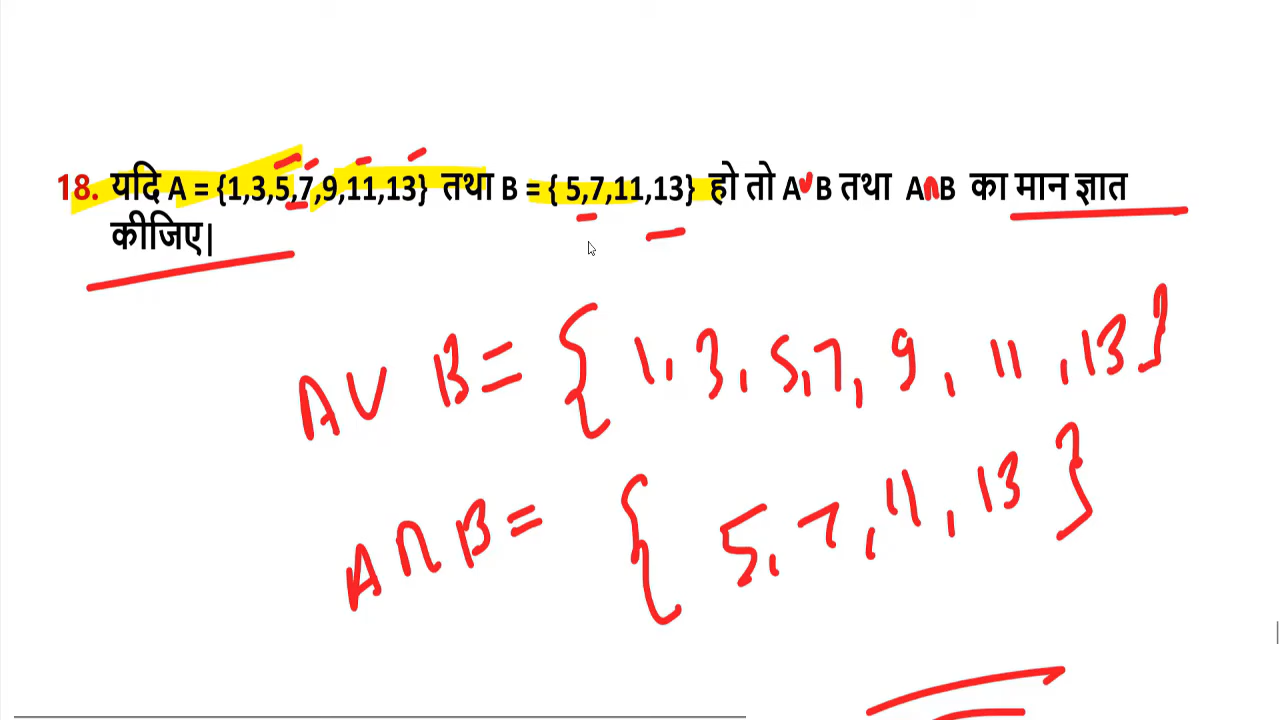 18. यदि A = {1,3,5,7,9,11,13} तथा B = { 5,7,11,13} हो तो A∪B तथा A∩B का मान ज्ञात
कीजिए|
A∪B = {1, 3, 5, 7, 9, 11, 13}
A∩B = {5, 7, 11, 13}